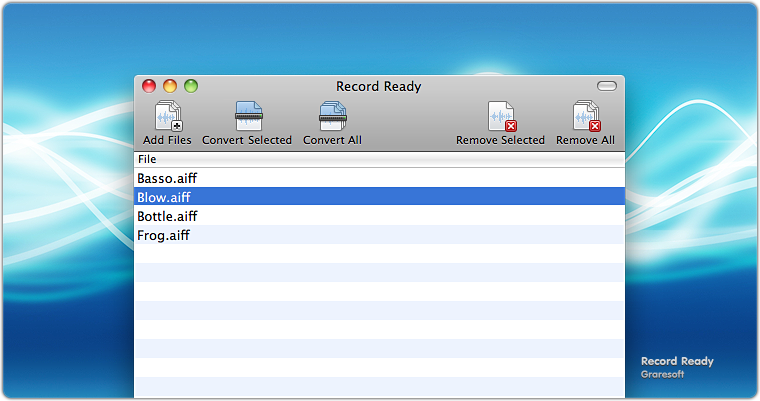 Record Ready
Add Files Convert Selected Convert All Remove Selected Remove All
File
Basso.aiff
Blow.aiff
Bottle.aiff
Frog.aiff
Record Ready
Graresoft